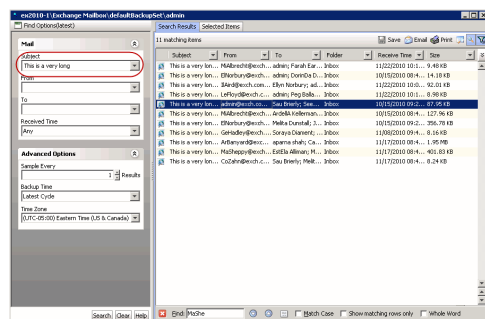 ex2010-1\Exchange Mailbox\defaultBackupSet\admin
Find Options(latest)
Mail
Subject
This is a very long
From
To
Received Time
Any
Advanced Options
Sample Every
1 Results
Backup Time
Latest Cycle
Time Zone
(UTC-05:00) Eastern Time (US & Canada)
Search Clear Help
Search Results Selected Items
11 matching items Save Email Print
Subject From To Folder Receive Time Size
This is a very lon... MAlbrecht@exch... admin; Farah Ear... Inbox 11/22/2010 10:1... 9.48 KB
This is a very lon... ElNorbury@exch... admin; DorinDa D... Inbox 10/15/2010 08:4... 14.18 KB
This is a very lon... Ellyn Norbury; ad... Inbox 11/22/2010 10:0... 92.01 KB
This is a very lon... LeFloyd@exch.c... admin; Peg Balla... Inbox 11/22/2010 10:1... 8.98 KB
This is a very lon... admin@exch.co... Sau Brierly; See... Inbox 10/15/2010 09:2... 87.95 KB
This is a very lon... MAlbrecht@exch... ArdellA Kellerman... Inbox 10/15/2010 08:4... 127.96 KB
This is a very lon... ElNorbury@exch... Melita Dunstall; J... Inbox 10/15/2010 09:2... 356.78 KB
This is a very lon... GeHadley@exch... Soraya Diament; ... Inbox 11/08/2010 09:4... 8.16 KB
This is a very lon... ArBanyard@exc... aparna shah; Ca... Inbox 11/17/2010 08:4... 1.95 MB
This is a very lon... MaSheppy@exch... EstElla Allman; M... Inbox 11/17/2010 08:4... 401.83 KB
This is a very lon... CoZahn@exch.c... Sau Brierly; Melit... Inbox 11/17/2010 08:4... 8.24 KB
Find: MaShe Match Case Show matching rows only Whole Word